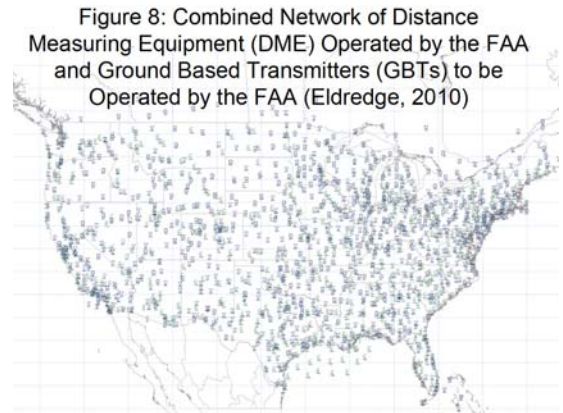 Figure 8: Combined Network of Distance
Measuring Equipment (DME) Operated by the FAA
and Ground Based Transmitters (GBTs) to be
Operated by the FAA (Eldredge, 2010)